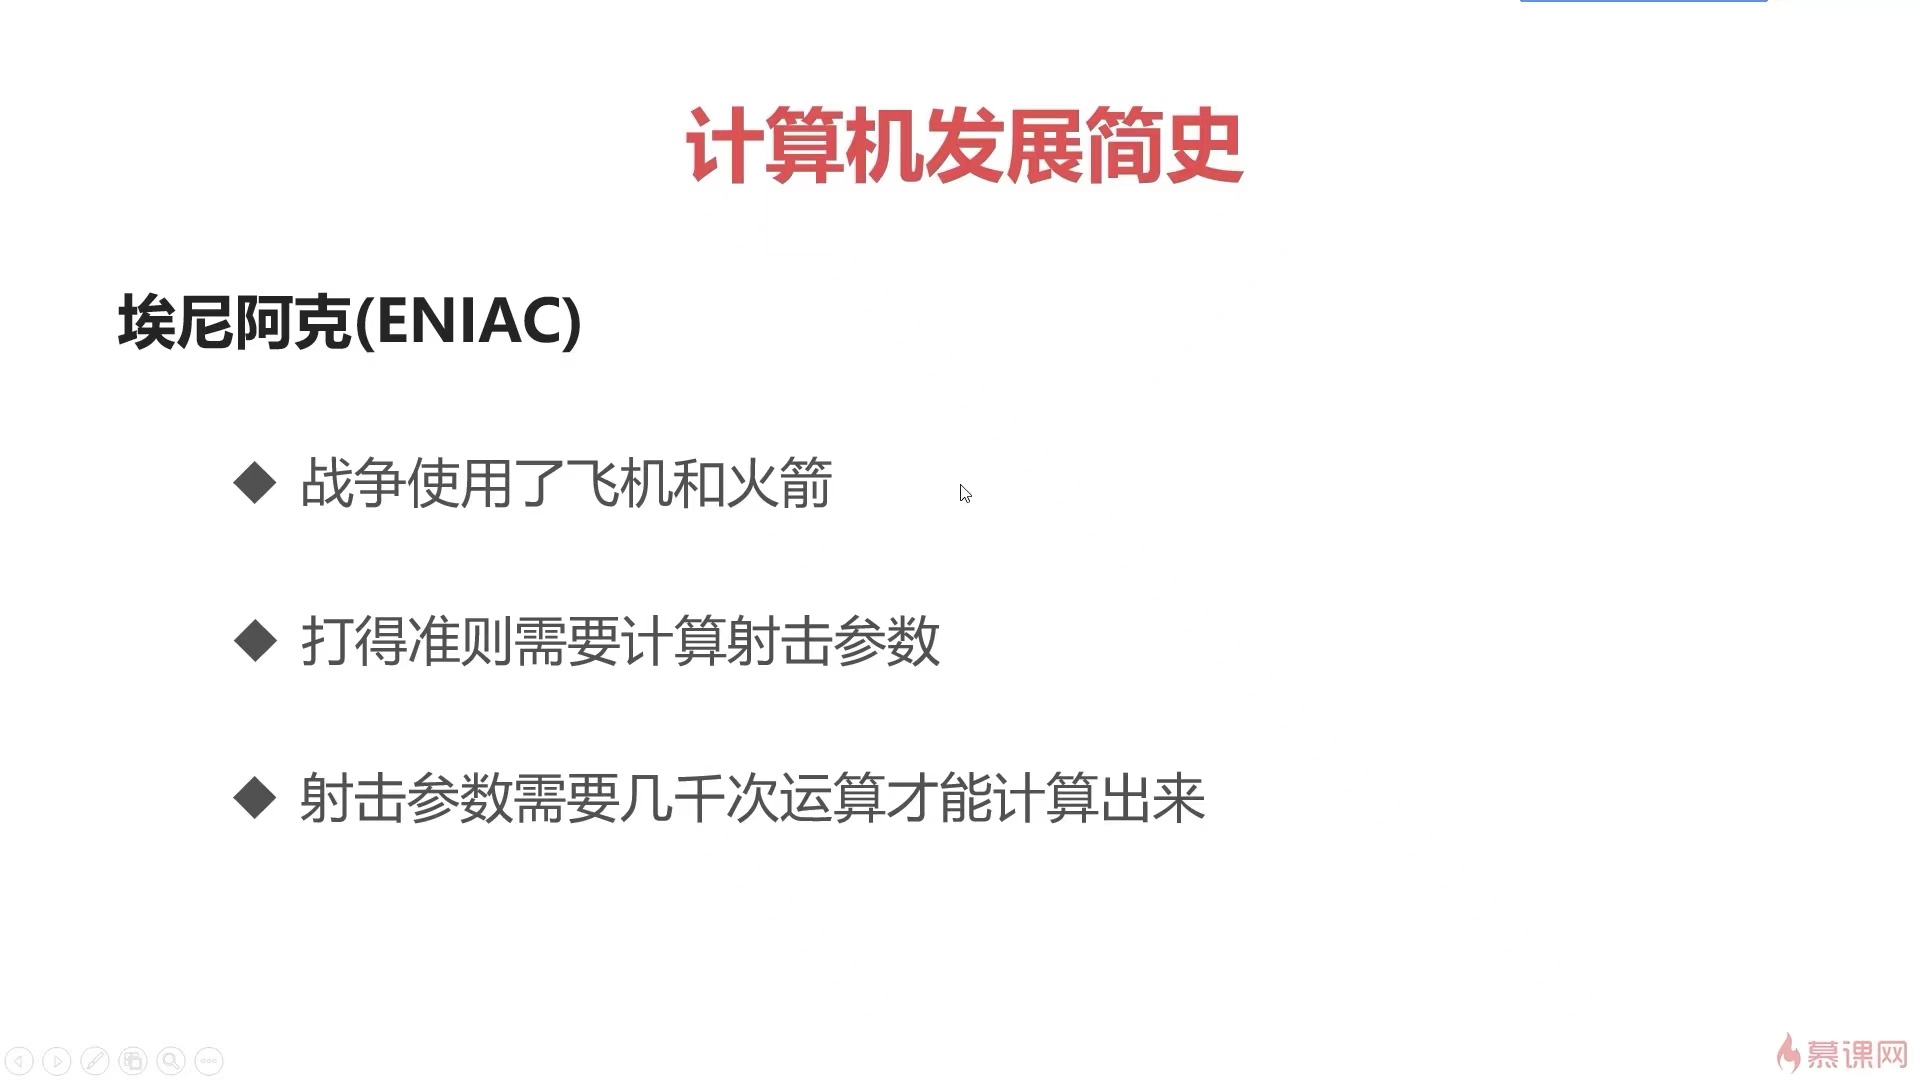 计算机发展简史
埃尼阿克(ENIAC)
◆ 战争使用了飞机和火箭
◆ 打得准则需要计算射击参数
◆ 射击参数需要几千次运算才能计算出来
慕课网